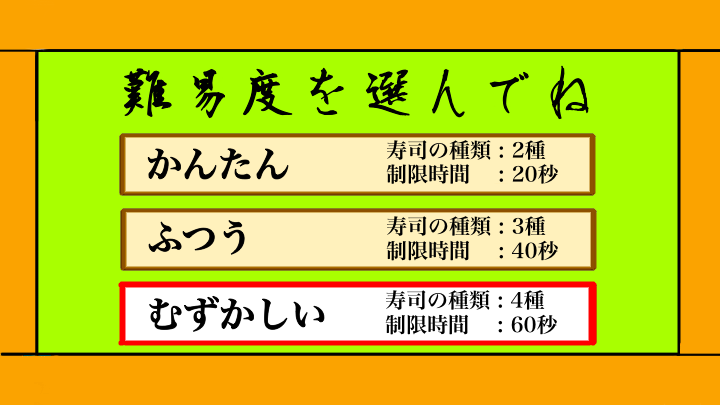 難易度を選んでね
かんたん
寿司の種類:2種
制限時間　:20秒
ふつう
寿司の種類:3種
制限時間　:40秒
むずかしい
寿司の種類:4種
制限時間　:60秒